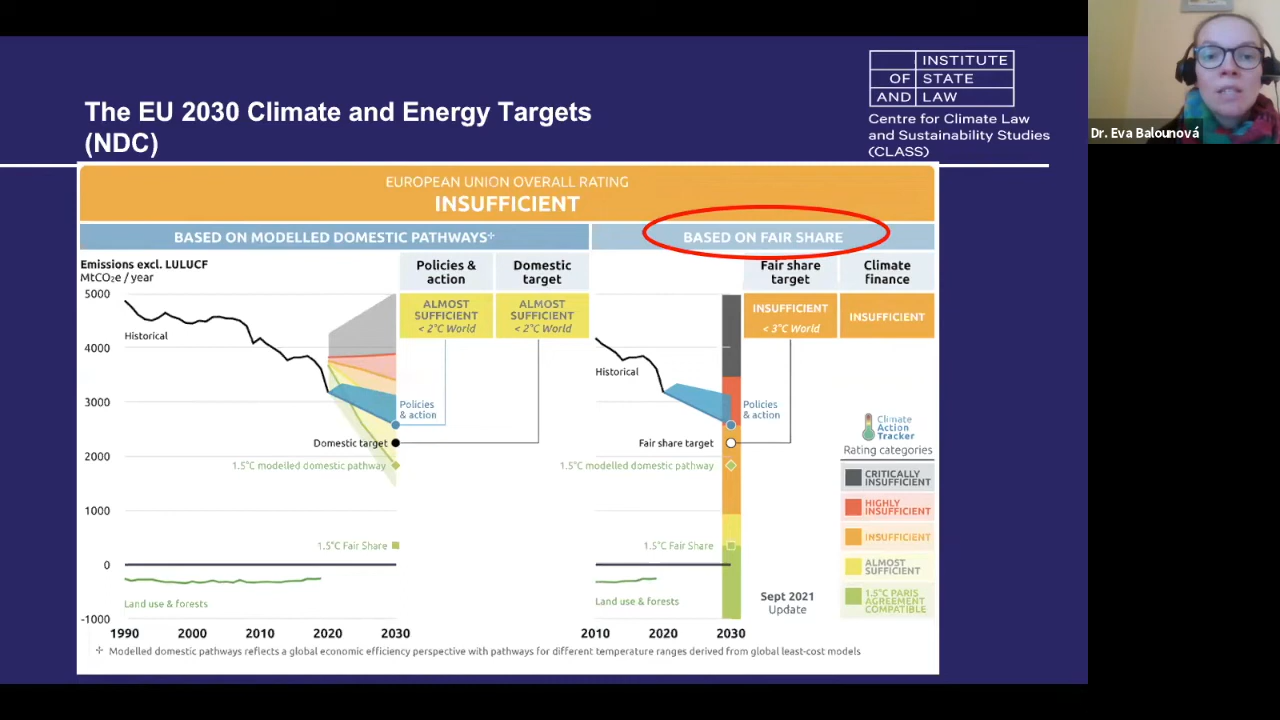 The EU 2030 Climate and Energy Targets
(NDC)
INSTITUTE
OF STATE
AND LAW
Centre for Climate Law
and Sustainability Studies
(CLASS)
Dr. Eva Balounová
EUROPEAN UNION OVERALL RATING
INSUFFICIENT
BASED ON MODELLED DOMESTIC PATHWAYS✢
BASED ON FAIR SHARE
Emissions excl. LULUCF
MtCO₂e / year
Policies &
action
Domestic
target
Fair share
target
Climate
finance
ALMOST
SUFFICIENT
< 2°C World
ALMOST
SUFFICIENT
< 2°C World
INSUFFICIENT
< 3°C World
INSUFFICIENT
5000
4000
3000
2000
1000
0
-1000
Historical
Policies
& action
Domestic target
1.5°C modelled domestic pathway
1.5°C Fair Share
Land use & forests
1990
2000
2010
2020
2030
Historical
Policies
& action
Fair share target
1.5°C modelled domestic pathway
1.5°C Fair Share
Land use & forests
2010
2020
2030
Climate
Action
Tracker
Rating categories
CRITICALLY
INSUFFICIENT
HIGHLY
INSUFFICIENT
INSUFFICIENT
ALMOST
SUFFICIENT
1.5°C PARIS
AGREEMENT
COMPATIBLE
Sept 2021
Update
✢ Modelled domestic pathways reflects a global economic efficiency perspective with pathways for different temperature ranges derived from global least-cost models